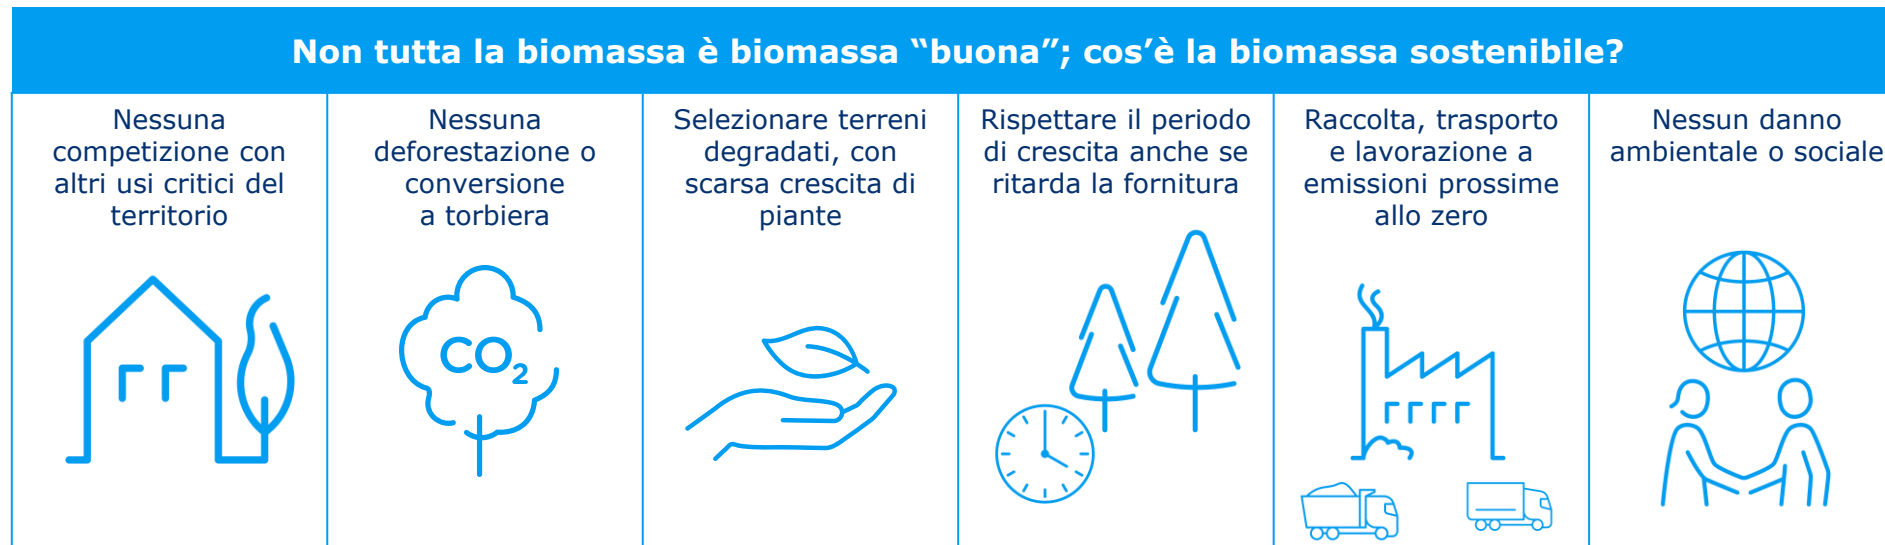 Non tutta la biomassa è biomassa “buona”; cos’è la biomassa sostenibile?
Nessuna
competizione con
altri usi critici del
territorio
Nessuna
deforestazione o
conversione
a torbiera
Selezionare terreni
degradati, con
scarsa crescita di
piante
Rispettare il periodo
di crescita anche se
ritarda la fornitura
Raccolta, trasporto
e lavorazione a
emissioni prossime
allo zero
Nessun danno
ambientale o sociale
CO₂